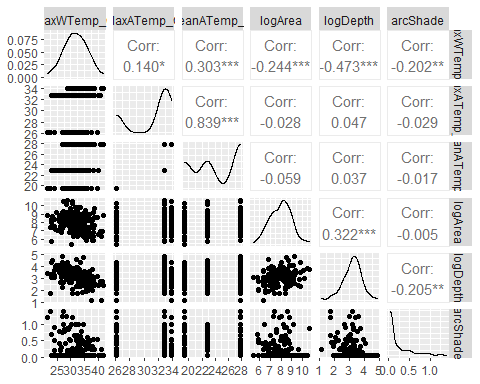 axWTemp_ laxATemp_( eanATemp_ logArea logDepth arcShade
0.075 0.050 0.025 0.000 Corr: 0.140* Corr: 0.303*** Corr: -0.244*** Corr: -0.473*** Corr: -0.202** axWTemp
34 32 30 28 26 Corr: 0.839*** Corr: -0.028 Corr: 0.047 Corr: -0.029 axATemp_
28 26 24 22 20 Corr: -0.059 Corr: 0.037 Corr: -0.017 anATemp
10 9 8 7 6 Corr: 0.322*** Corr: -0.005 logArea
5 4 3 2 1 Corr: -0.205** logDepth
1.0 0.5 0.0 arcShade
25303540 2628303234 2022242628 6 7 8 9 10 1 2 3 4 5 0.0 0.5 1.0